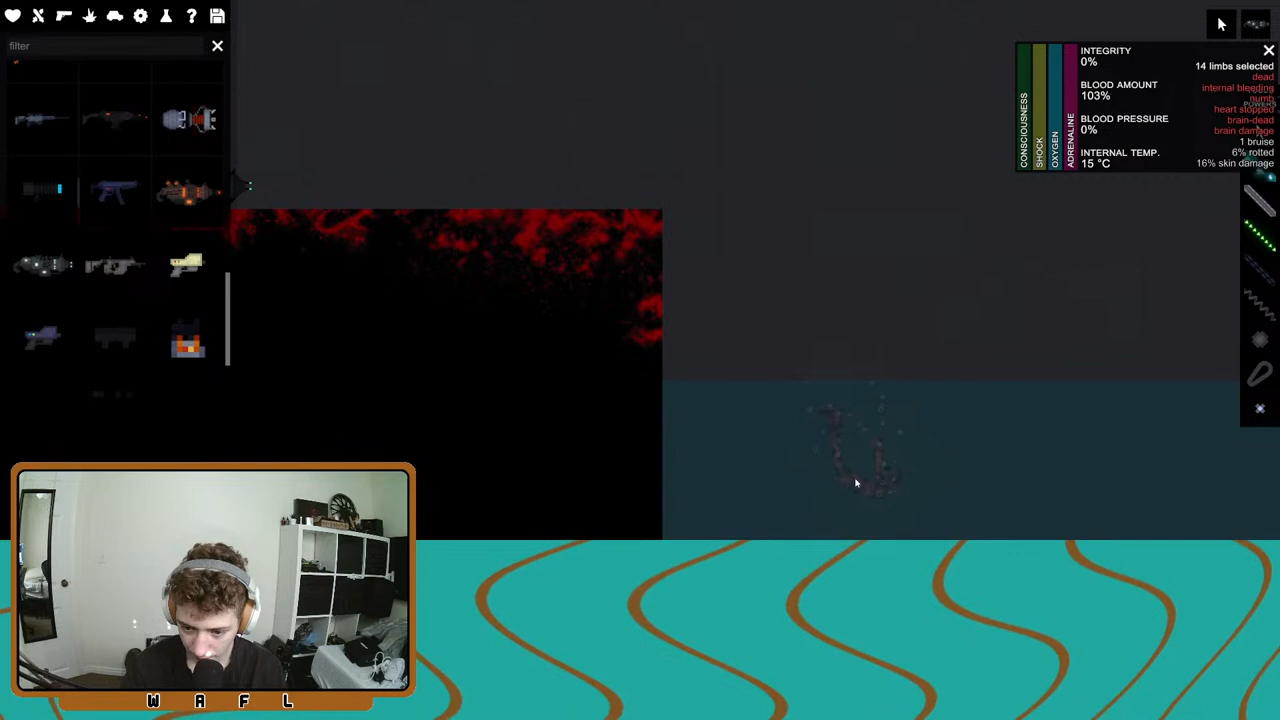 filter
INTEGRITY
0%
14 limbs selected
dead
BLOOD AMOUNT
103%
internal bleeding
numb
heart stopped
BLOOD PRESSURE
0%
brain-dead
brain damage
1 bruise
INTERNAL TEMP.
15 °C
6% rotted
16% skin damage
CONSCIOUSNESS
SHOCK
OXYGEN
ADRENALINE
W A F L